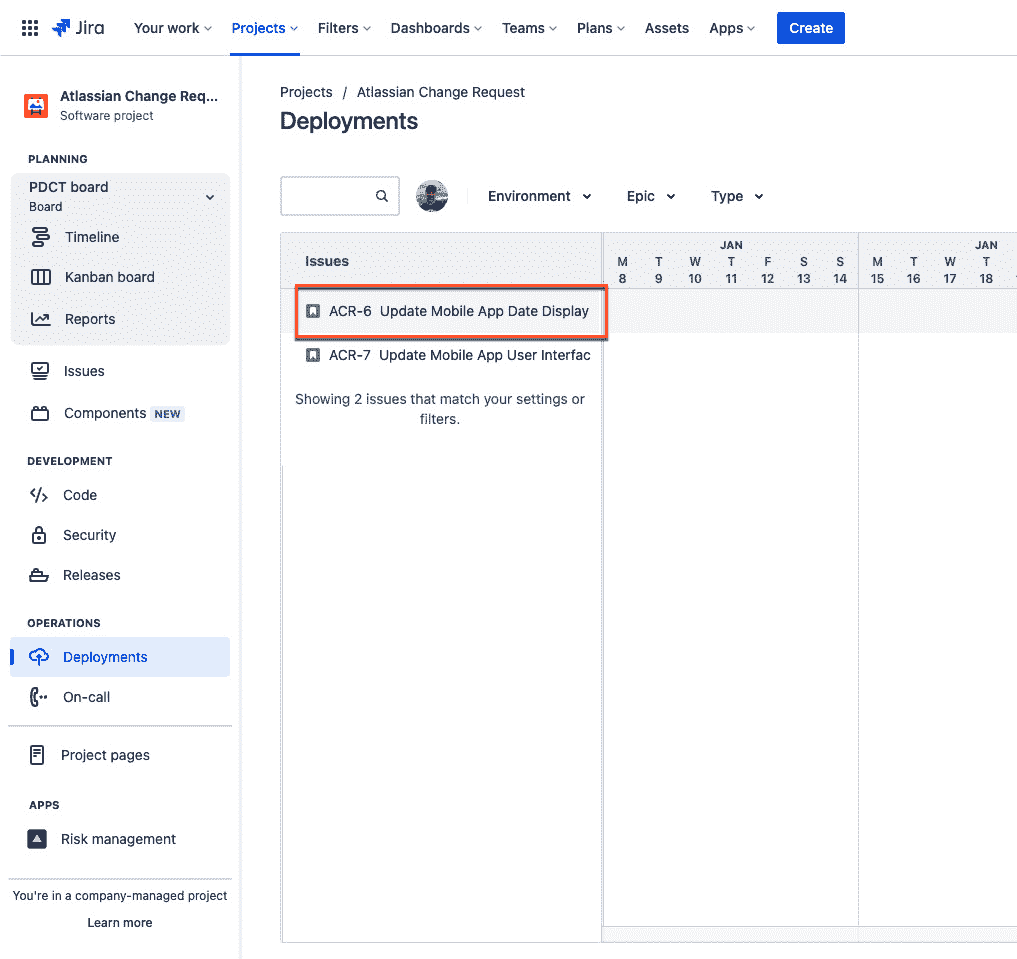 Jira Your work Projects Filters Dashboards Teams Plans Assets Apps Create
Atlassian Change Req...
Software project
PLANNING
PDCT board
Board
Timeline
Kanban board
Reports
Issues
Components NEW
DEVELOPMENT
Code
Security
Releases
OPERATIONS
Deployments
On-call
Project pages
APPS
Risk management
You're in a company-managed project
Learn more
Projects / Atlassian Change Request
Deployments
Environment Epic Type
Issues
JAN JAN
M T W T F S S M T W T
8 9 10 11 12 13 14 15 16 17 18
ACR-6 Update Mobile App Date Display
ACR-7 Update Mobile App User Interfac
Showing 2 issues that match your settings or
filters.